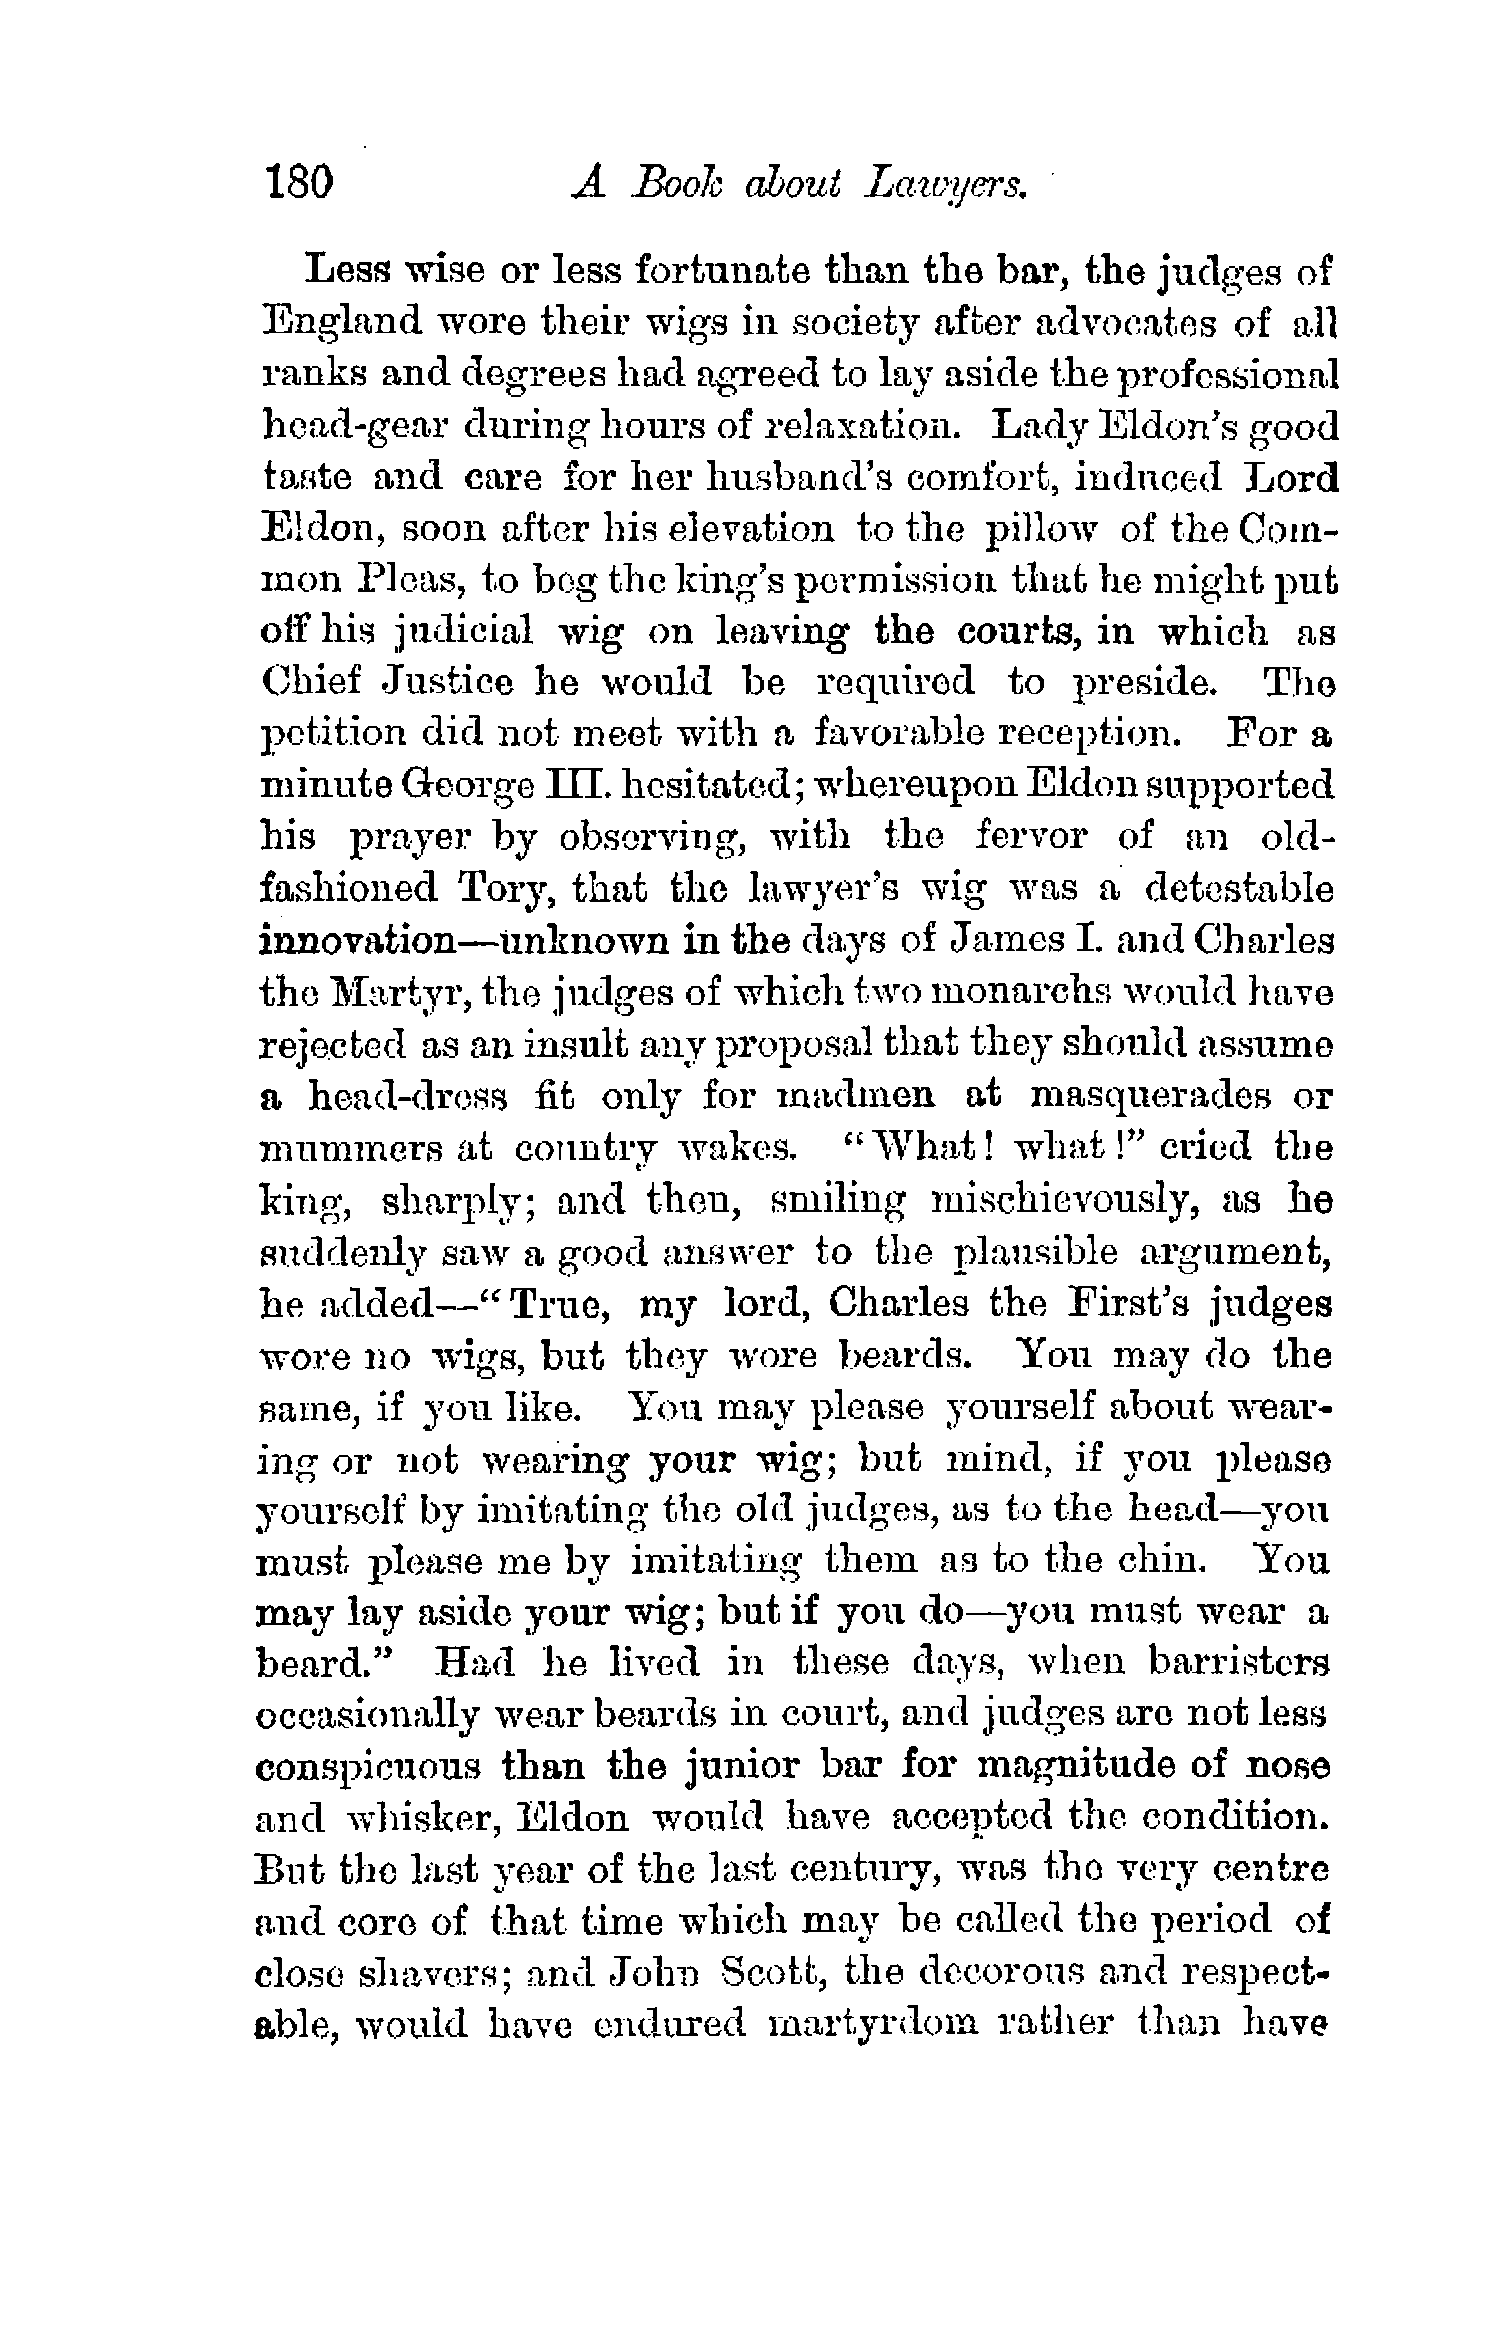 180 A Book about Lawyers.
Less wise or less fortunate than the bar, the judges of
England wore their wigs in society after advocates of all
ranks and degrees had agreed to lay aside the professional
head-gear during hours of relaxation. Lady Eldon's good
taste and care for her husband's comfort, induced Lord
Eldon, soon after his elevation to the pillow of the Com-
mon Pleas, to beg the king's permission that he might put
off his judicial wig on leaving the courts, in which as
Chief Justice he would be required to preside. The
petition did not meet with a favorable reception. For a
minute George III. hesitated; whereupon Eldon supported
his prayer by observing, with the fervor of an old-
fashioned Tory, that the lawyer's wig was a detestable
innovation—unknown in the days of James I. and Charles
the Martyr, the judges of which two monarchs would have
rejected as an insult any proposal that they should assume
a head-dress fit only for madmen at masquerades or
mummers at country wakes. "What! what!" cried the
king, sharply; and then, smiling mischievously, as he
suddenly saw a good answer to the plausible argument,
he added—"True, my lord, Charles the First's judges
wore no wigs, but they wore beards. You may do the
same, if you like. You may please yourself about wear-
ing or not wearing your wig; but mind, if you please
yourself by imitating the old judges, as to the head—you
must please me by imitating them as to the chin. You
may lay aside your wig; but if you do—you must wear a
beard." Had he lived in these days, when barristers
occasionally wear beards in court, and judges are not less
conspicuous than the junior bar for magnitude of nose
and whisker, Eldon would have accepted the condition.
But the last year of the last century, was the very centre
and core of that time which may be called the period of
close shavers; and John Scott, the decorous and respect-
able, would have endured martyrdom rather than have